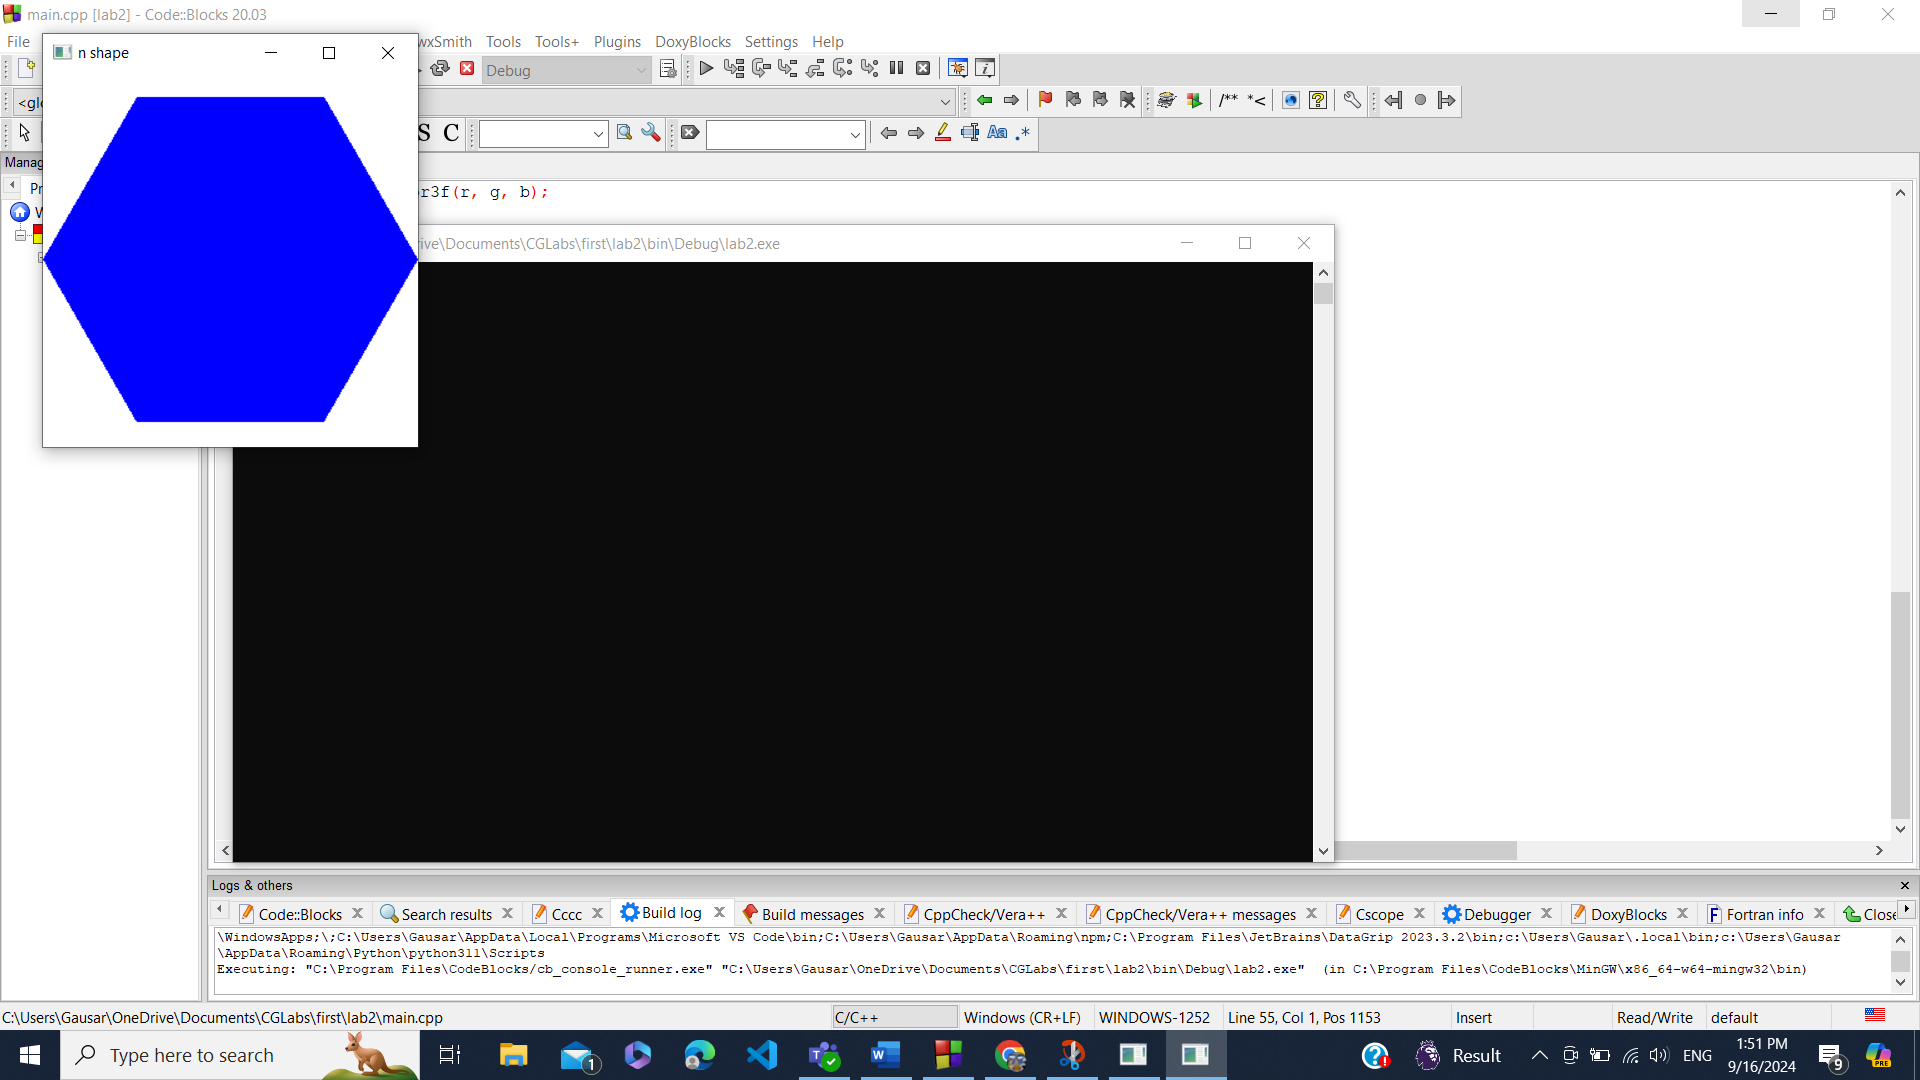 main.cpp [lab2] - Code::Blocks 20.03
File wxSmith Tools Tools+ Plugins DoxyBlocks Settings Help
n shape
Debug
<glo
/** *<
S C
Aa .*
Manag
Pr
W
r3f(r, g, b);
ive\Documents\CGLabs\first\lab2\bin\Debug\lab2.exe
Logs & others
Code::Blocks Search results Cccc Build log Build messages CppCheck/Vera++ CppCheck/Vera++ messages Cscope Debugger DoxyBlocks Fortran info Close
\WindowsApps;\;C:\Users\Gausar\AppData\Local\Programs\Microsoft VS Code\bin;C:\Users\Gausar\AppData\Roaming\npm;C:\Program Files\JetBrains\DataGrip 2023.3.2\bin;c:\Users\Gausar\.local\bin;c:\Users\Gausar
\AppData\Roaming\Python\python311\Scripts
Executing: "C:\Program Files\CodeBlocks/cb_console_runner.exe" "C:\Users\Gausar\OneDrive\Documents\CGLabs\first\lab2\bin\Debug\lab2.exe"  (in C:\Program Files\CodeBlocks\MinGW\x86_64-w64-mingw32\bin)
C:\Users\Gausar\OneDrive\Documents\CGLabs\first\lab2\main.cpp C/C++ Windows (CR+LF) WINDOWS-1252 Line 55, Col 1, Pos 1153 Insert Read/Write default
Type here to search 1 Result ENG 1:51 PM 9
9/16/2024
PRE